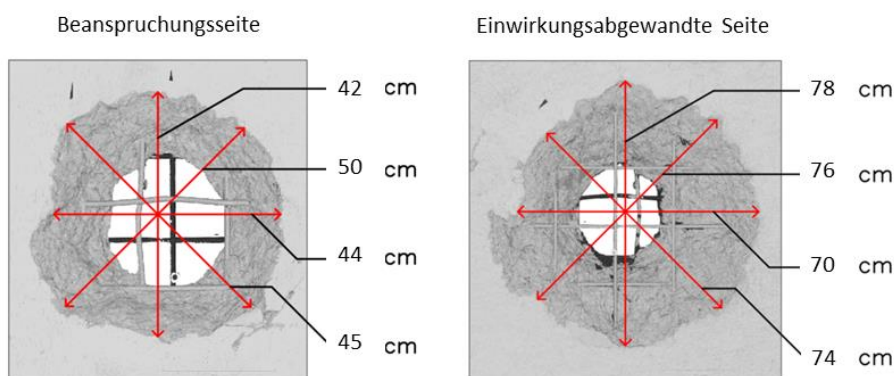 Beanspruchungsseite
42 cm
50 cm
44 cm
45 cm
Einwirkungsabgewandte Seite
78 cm
76 cm
70 cm
74 cm